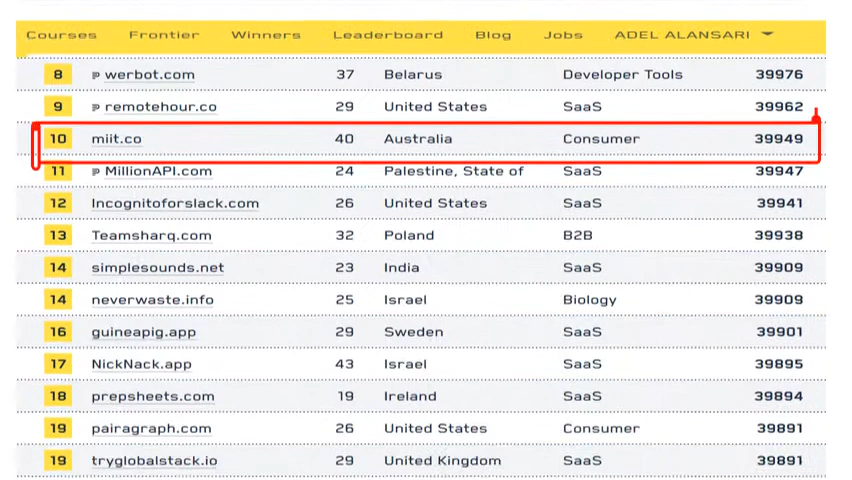 Courses Frontier Winners Leaderboard Blog Jobs ADEL ALANSARI
8 werbot.com 37 Belarus Developer Tools 39976
9 remotehour.co 29 United States SaaS 39962
10 miit.co 40 Australia Consumer 39949
11 MillionAPI.com 24 Palestine, State of SaaS 39947
12 Incognitoforslack.com 26 United States SaaS 39941
13 Teamsharq.com 32 Poland B2B 39938
14 simplesounds.net 23 India SaaS 39909
14 neverwaste.info 25 Israel Biology 39909
16 guineapig.app 29 Sweden SaaS 39901
17 NickNack.app 43 Israel SaaS 39895
18 prepsheets.com 19 Ireland SaaS 39894
19 pairagraph.com 26 United States Consumer 39891
19 tryglobalstack.io 29 United Kingdom SaaS 39891